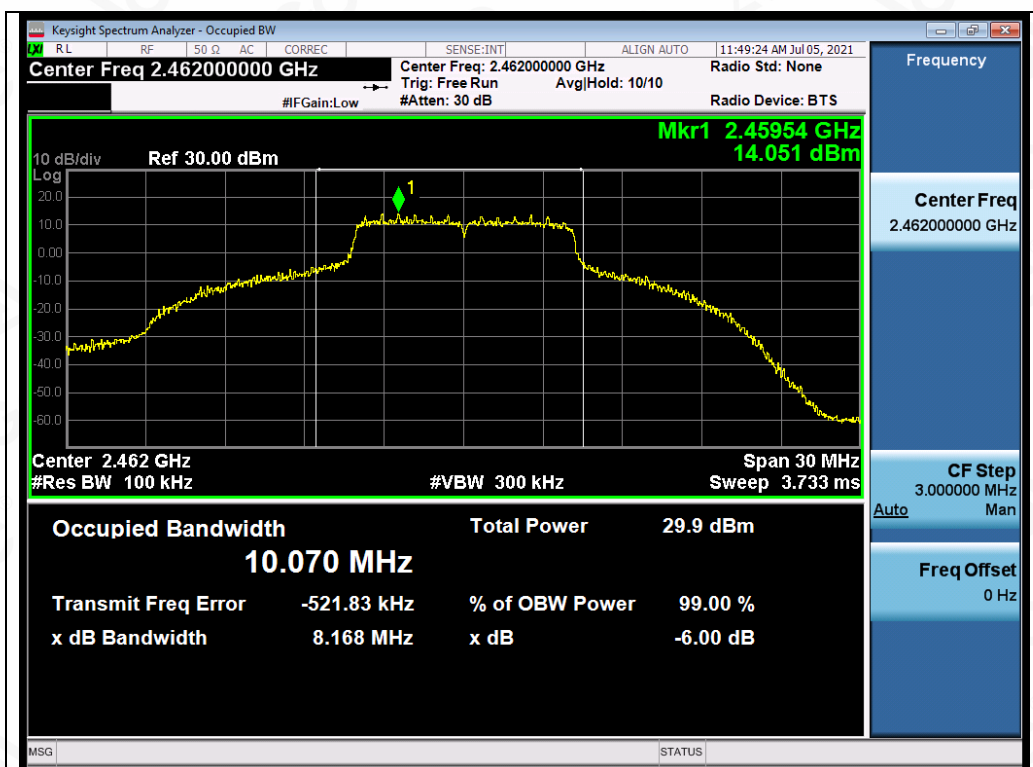 Keysight Spectrum Analyzer - Occupied BW
LXI RL RF 50 Ω AC CORREC SENSE:INT ALIGN AUTO 11:49:24 AM Jul 05, 2021
Center Freq 2.462000000 GHz
Center Freq: 2.462000000 GHz
Radio Std: None
Trig: Free Run Avg|Hold: 10/10
#IFGain:Low #Atten: 30 dB Radio Device: BTS
Frequency
Mkr1 2.45954 GHz
14.051 dBm
10 dB/div Ref 30.00 dBm
Log
20.0
1
10.0
0.00
-10.0
-20.0
-30.0
-40.0
-50.0
-60.0
Center 2.462 GHz Span 30 MHz
#Res BW 100 kHz #VBW 300 kHz Sweep 3.733 ms
Occupied Bandwidth Total Power 29.9 dBm
10.070 MHz
Transmit Freq Error -521.83 kHz % of OBW Power 99.00 %
x dB Bandwidth 8.168 MHz x dB -6.00 dB
Center Freq
2.462000000 GHz
CF Step
3.000000 MHz
Auto Man
Freq Offset
0 Hz
MSG STATUS